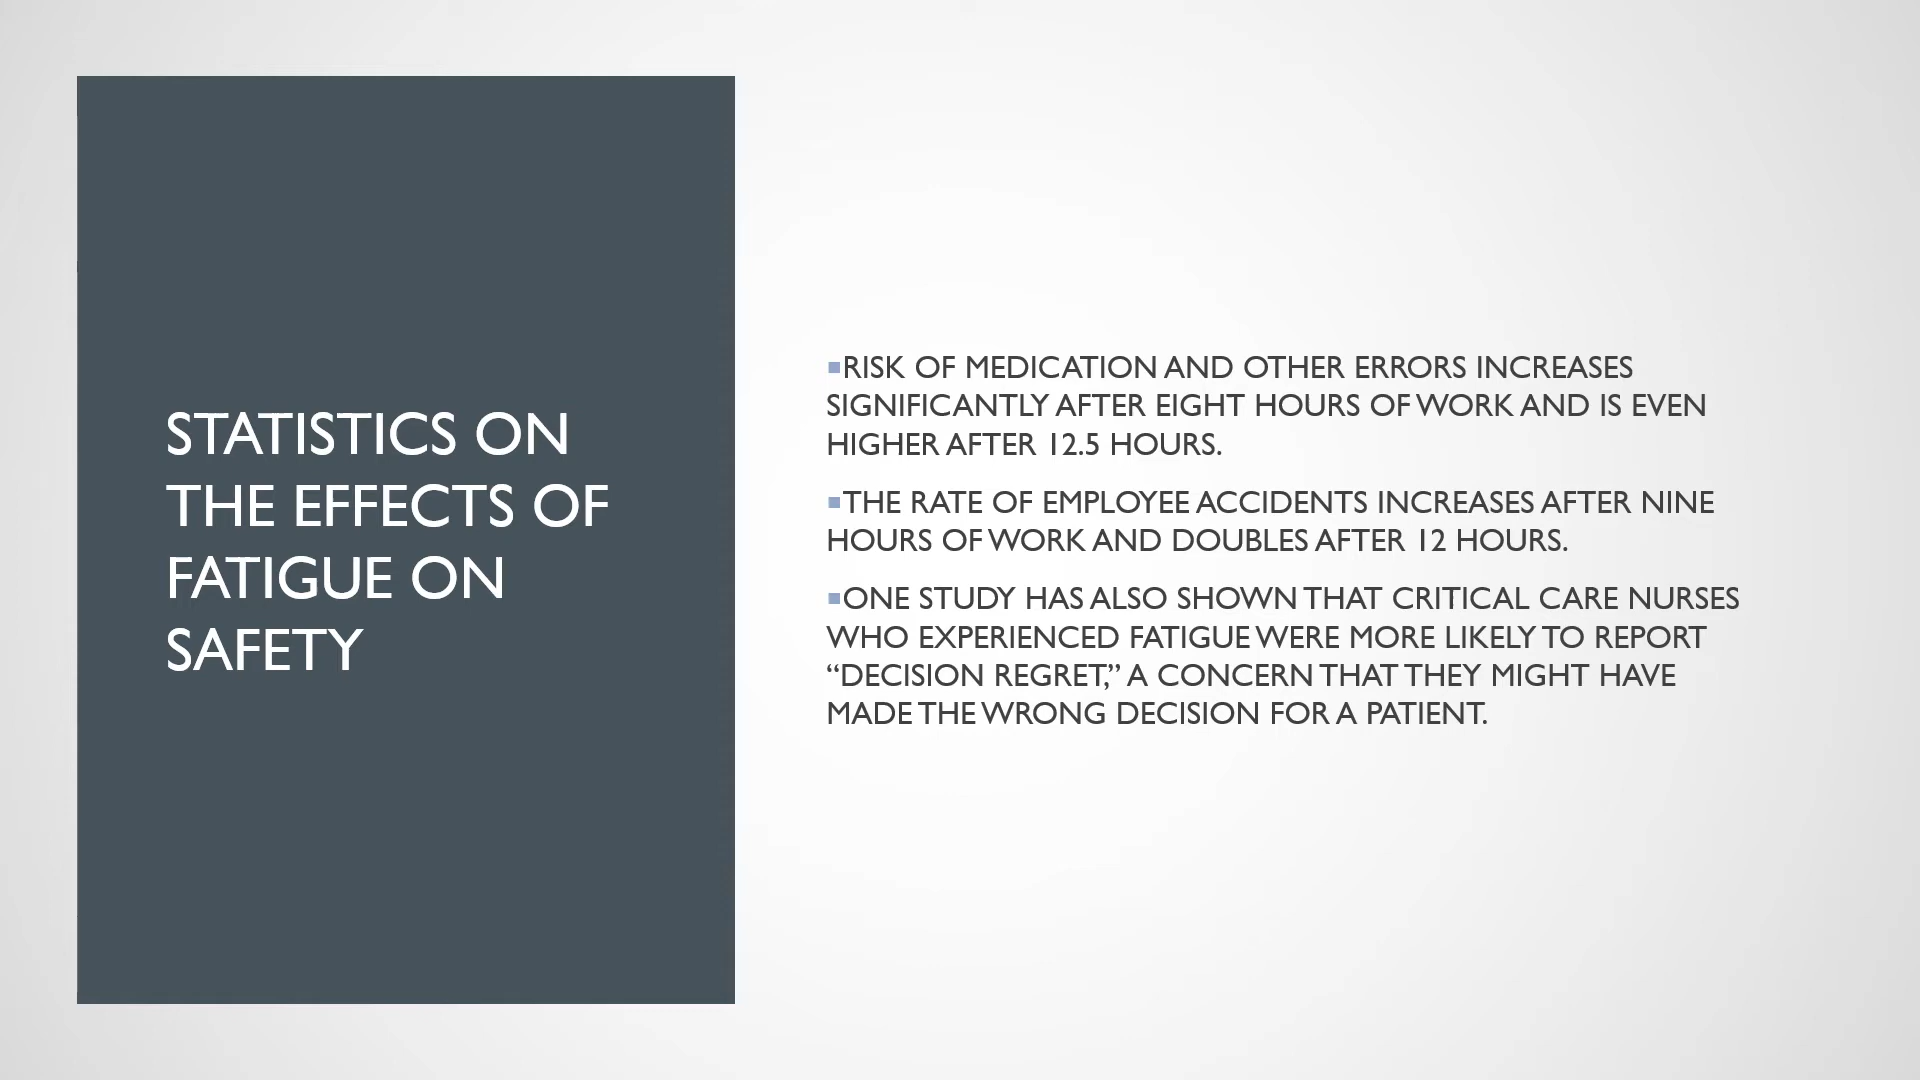 STATISTICS ON
THE EFFECTS OF
FATIGUE ON
SAFETY
▪RISK OF MEDICATION AND OTHER ERRORS INCREASES
SIGNIFICANTLY AFTER EIGHT HOURS OF WORK AND IS EVEN
HIGHER AFTER 12.5 HOURS.
▪THE RATE OF EMPLOYEE ACCIDENTS INCREASES AFTER NINE
HOURS OF WORK AND DOUBLES AFTER 12 HOURS.
▪ONE STUDY HAS ALSO SHOWN THAT CRITICAL CARE NURSES
WHO EXPERIENCED FATIGUE WERE MORE LIKELY TO REPORT
“DECISION REGRET,” A CONCERN THAT THEY MIGHT HAVE
MADE THE WRONG DECISION FOR A PATIENT.